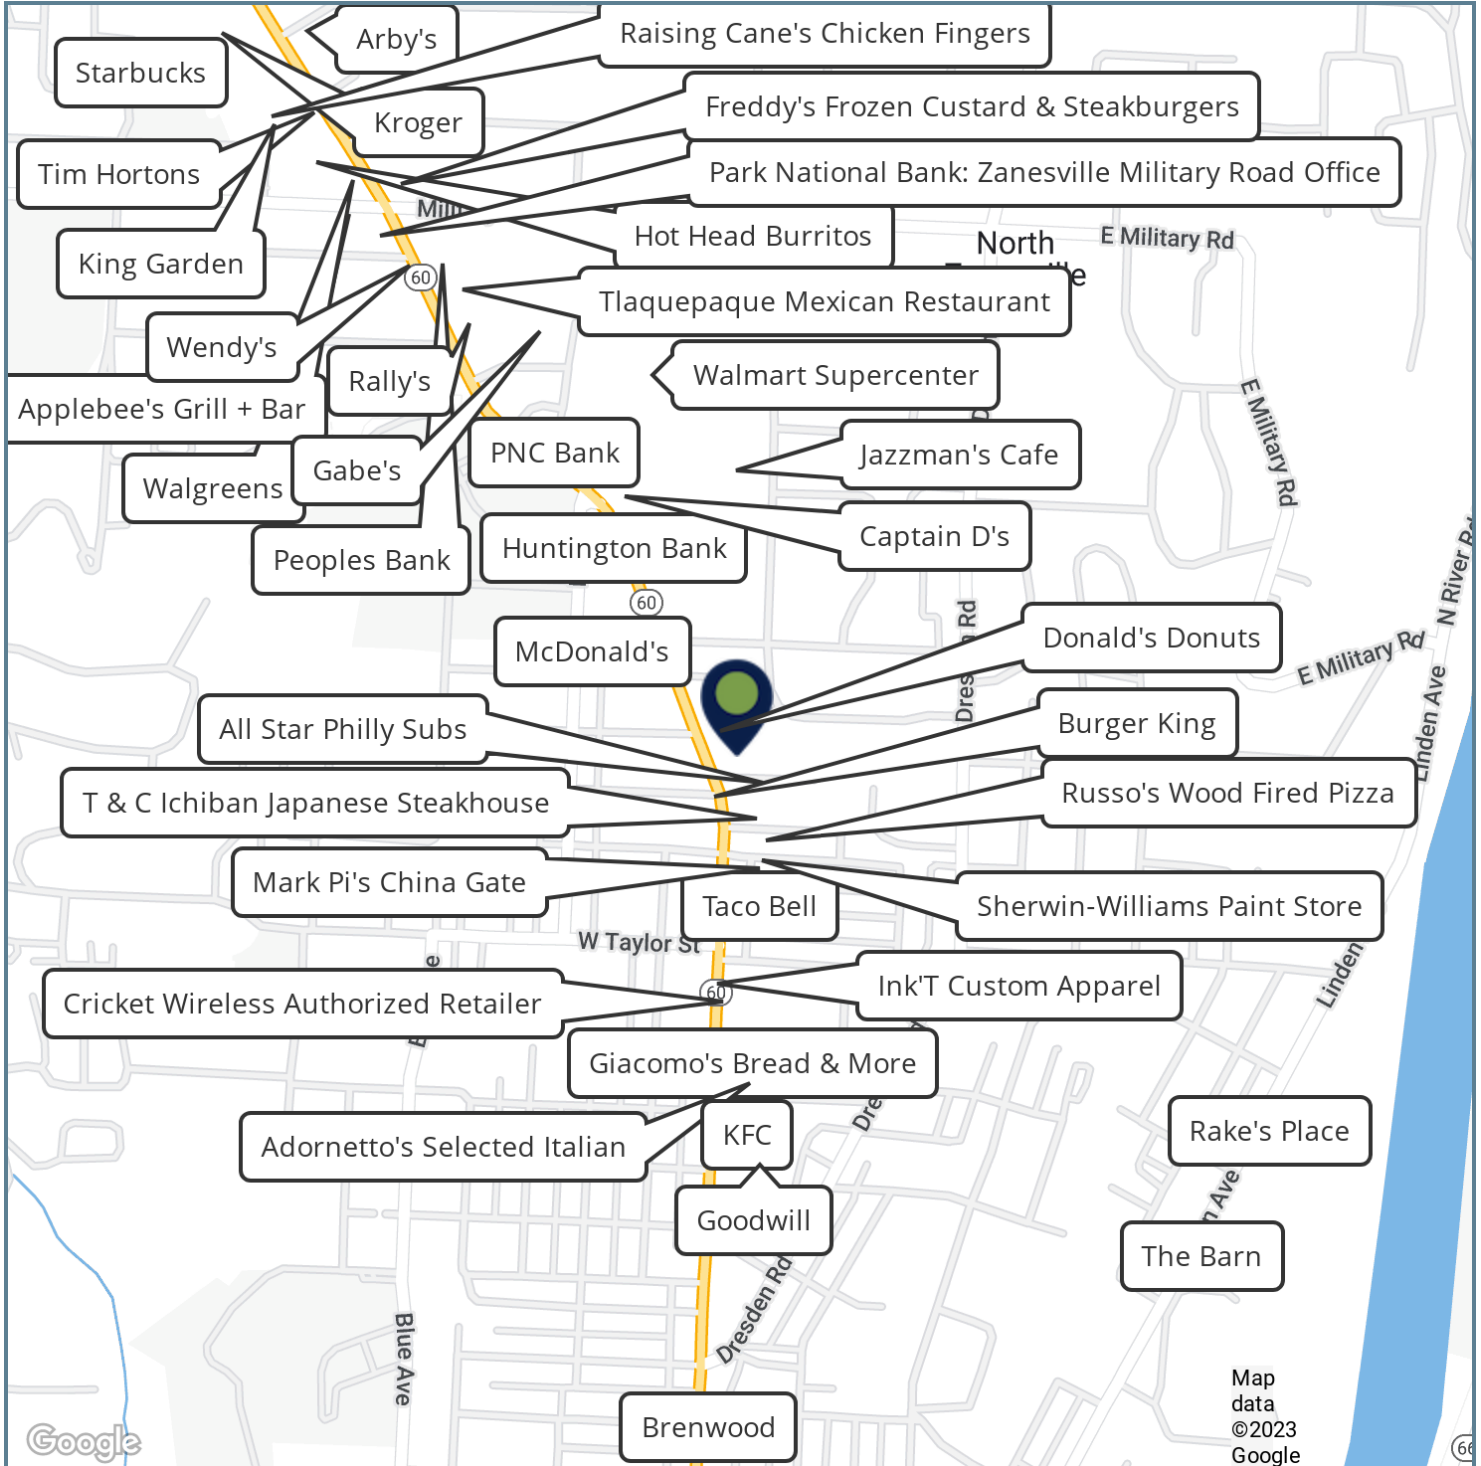 Arby's
Raising Cane's Chicken Fingers
Starbucks
Freddy's Frozen Custard & Steakburgers
Kroger
Tim Hortons
Park National Bank: Zanesville Military Road Office
Hot Head Burritos
North
E Military Rd
King Garden
60
Tlaquepaque Mexican Restaurant
Wendy's
Rally's
Walmart Supercenter
Applebee's Grill + Bar
E Military Rd
PNC Bank
Jazzman's Cafe
Gabe's
Walgreens
Captain D's
Huntington Bank
Peoples Bank
N River Rd
60
Donald's Donuts
McDonald's
E Military Rd
Linden Ave
All Star Philly Subs
Burger King
T & C Ichiban Japanese Steakhouse
Russo's Wood Fired Pizza
Mark Pi's China Gate
Taco Bell
Sherwin-Williams Paint Store
W Taylor St
Linden
Ink'T Custom Apparel
60
Cricket Wireless Authorized Retailer
Giacomo's Bread & More
KFC
Rake's Place
Adornetto's Selected Italian
Goodwill
The Barn
Dresden Rd
Blue Ave
Brenwood
Map
data
©2023
Google
Google